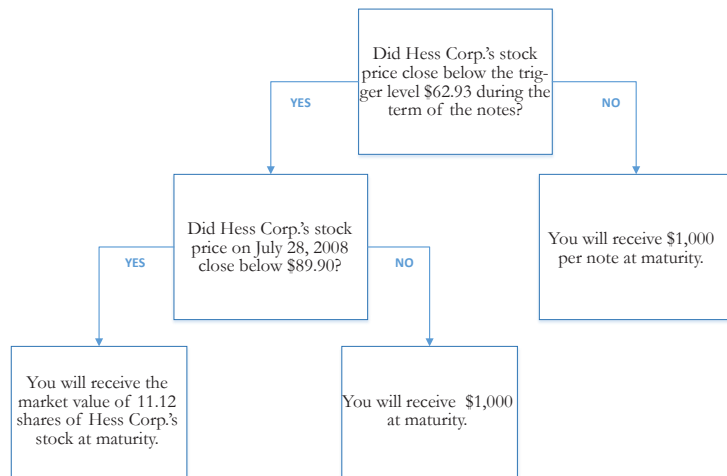 Did Hess Corp.'s stock
price close below the trig-
ger level $62.93 during the
term of the notes?
YES
NO
Did Hess Corp.'s stock
price on July 28, 2008
close below $89.90?
You will receive $1,000
per note at maturity.
YES
NO
You will receive the
market value of 11.12
shares of Hess Corp.'s
stock at maturity.
You will receive $1,000
at maturity.